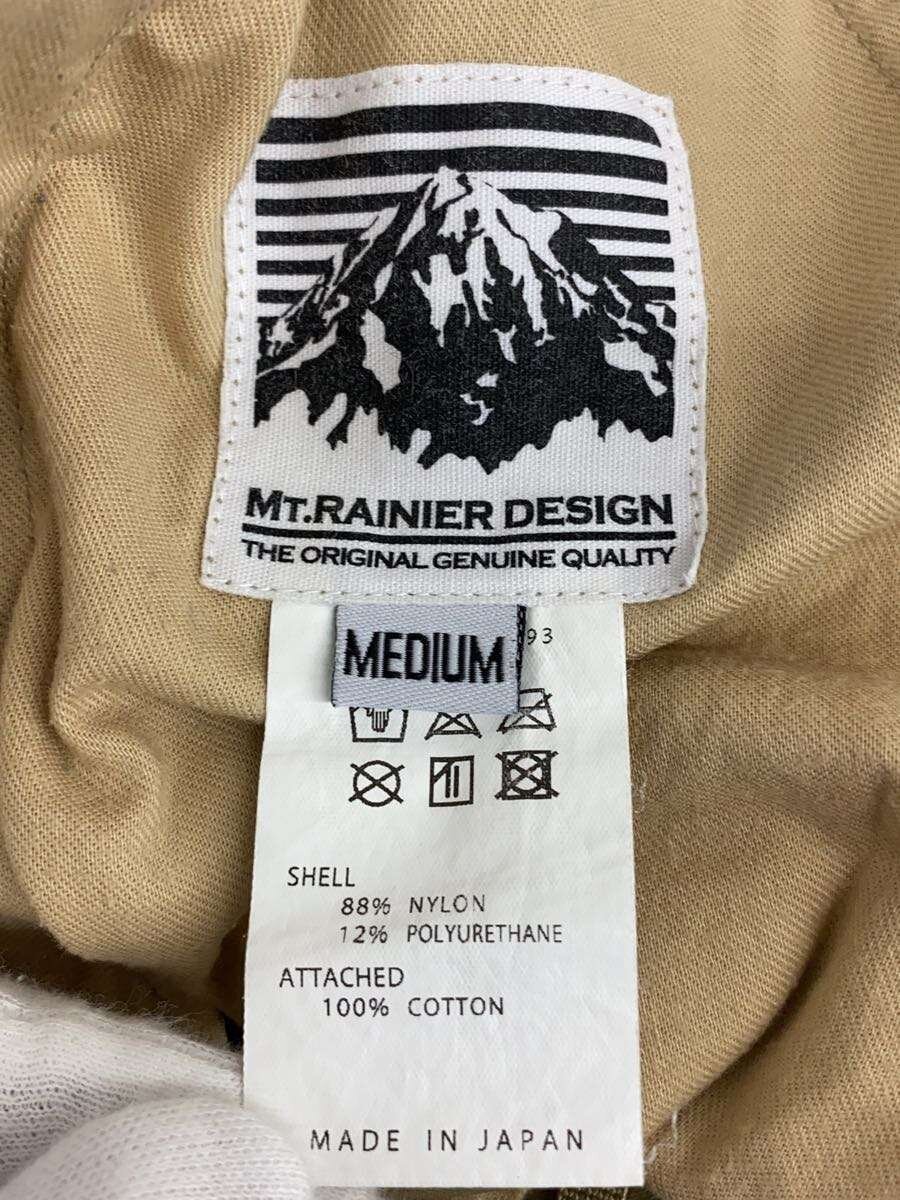 MT.RAINIER DESIGN
THE ORIGINAL GENUINE QUALITY
MEDIUM
93
SHELL
88% NYLON
12% POLYURETHANE
ATTACHED
100% COTTON
MADE IN JAPAN